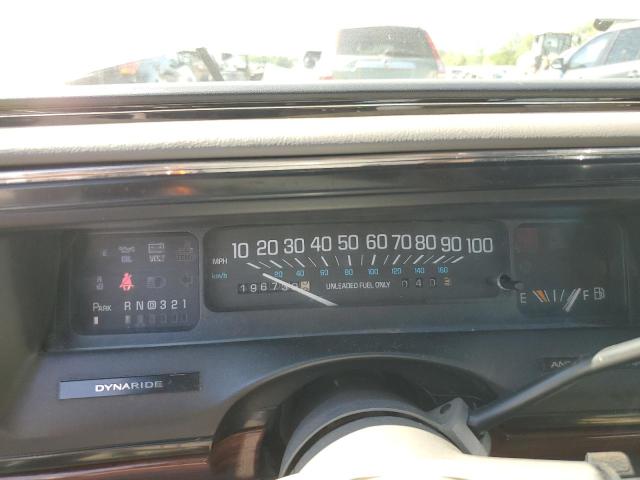 10 20 30 40 50 60 70 80 90 100
MPH
km/h 20 40 60 80 100 120 140 160
UNLEADED FUEL ONLY
OIL VOLT
PARK R N D 3 2 1
E F
DYNARIDE